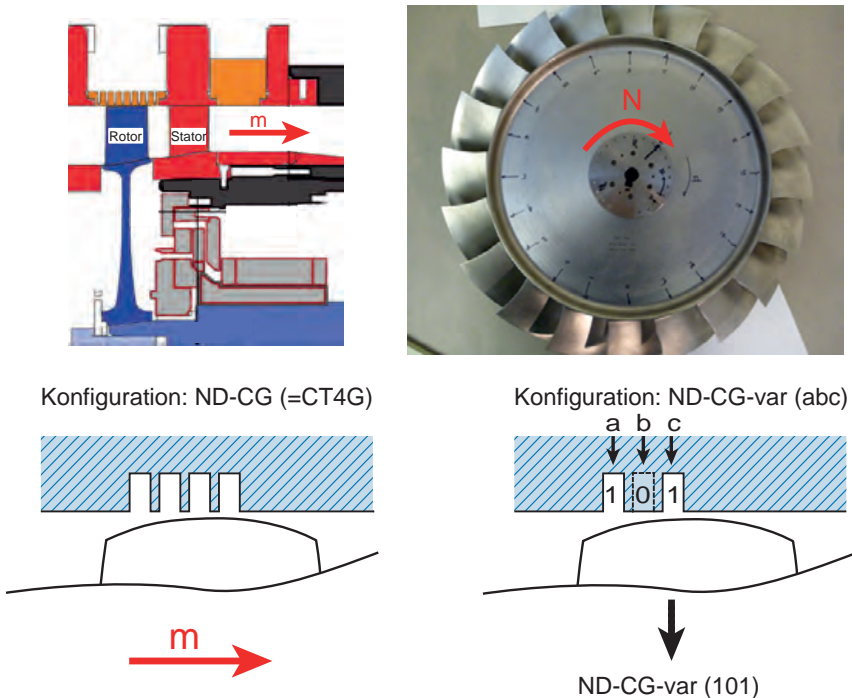 Rotor
Stator
m
N
Konfiguration: ND-CG (=CT4G)
m
Konfiguration: ND-CG-var (abc)
a b c
1 0 1
ND-CG-var (101)